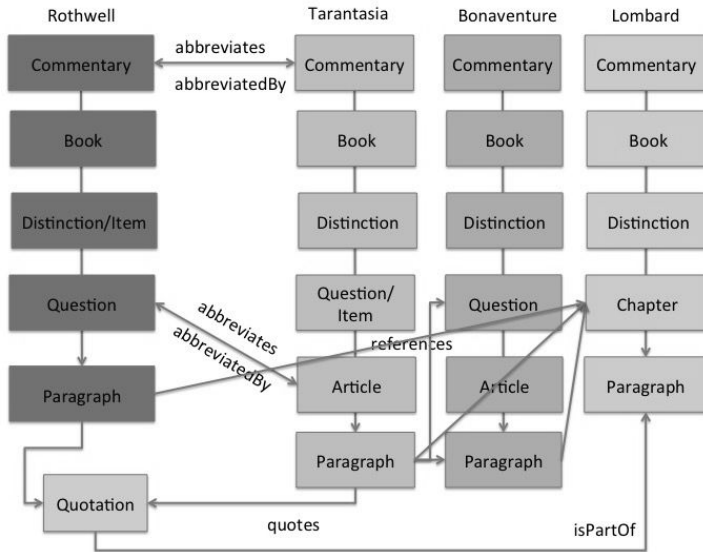 Rothwell Tarantasia Bonaventure Lombard
abbreviates
Commentary Commentary Commentary Commentary
abbreviatedBy
Book Book Book Book
Distinction/Item Distinction Distinction Distinction
Question Question/ Question Chapter
Item
abbreviates
abbreviatedBy
references
Paragraph Article Article Paragraph
Paragraph Paragraph
Quotation
quotes
isPartOf